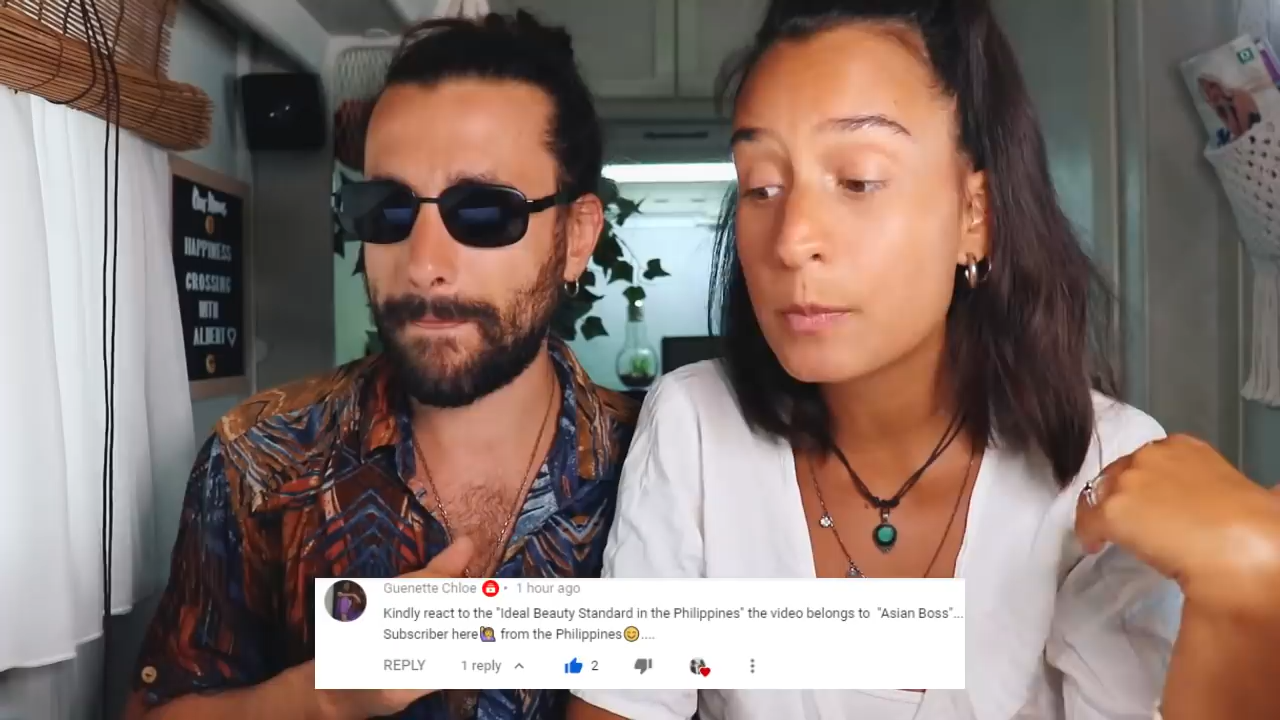 Our News
HAPPINESS
CROSSING
WITH
ALBERT
Guenette Chloe • 1 hour ago
Kindly react to the "Ideal Beauty Standard in the Philippines" the video belongs to "Asian Boss"...
Subscriber here🙋‍♀️ from the Philippines😊....
REPLY 1 reply 2